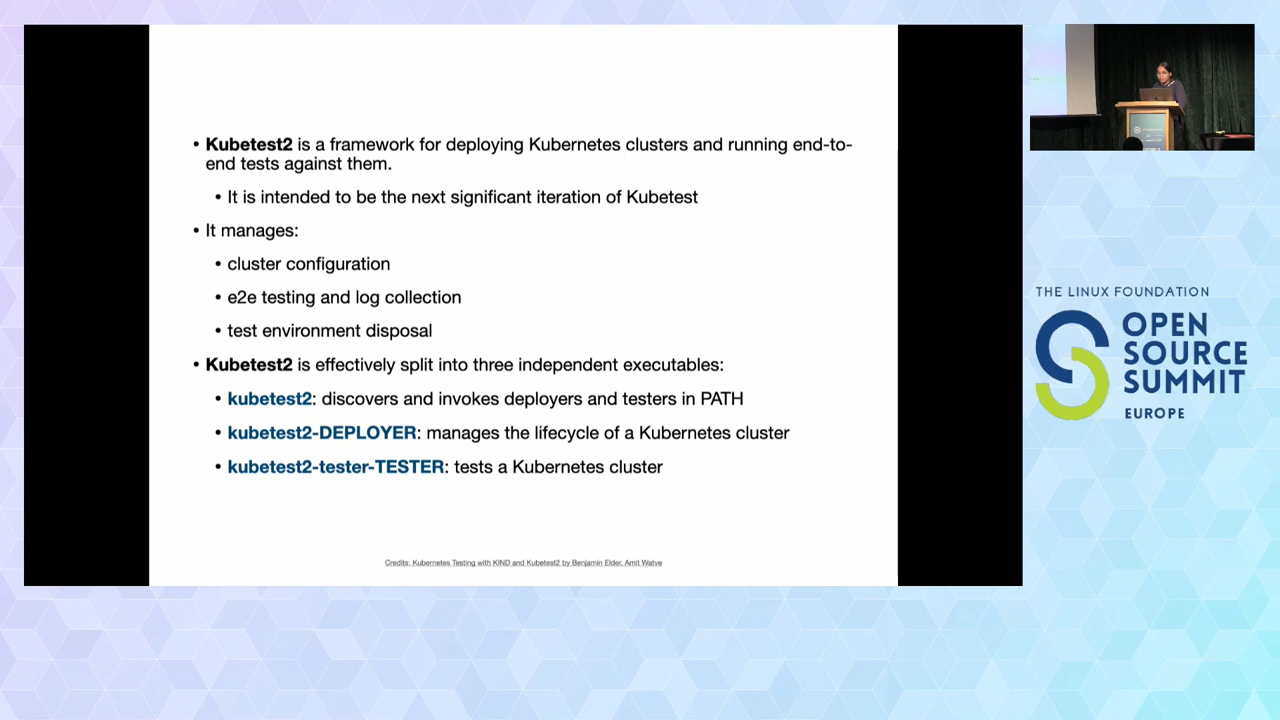 • Kubetest2 is a framework for deploying Kubernetes clusters and running end-to-
end tests against them.
• It is intended to be the next significant iteration of Kubetest
• It manages:
• cluster configuration
• e2e testing and log collection
• test environment disposal
• Kubetest2 is effectively split into three independent executables:
• kubetest2: discovers and invokes deployers and testers in PATH
• kubetest2-DEPLOYER: manages the lifecycle of a Kubernetes cluster
• kubetest2-tester-TESTER: tests a Kubernetes cluster
Credits: Kubernetes Testing with KIND and Kubetest2 by Benjamin Elder, Amit Watve
THE LINUX FOUNDATION
OPEN
SOURCE
SUMMIT
EUROPE